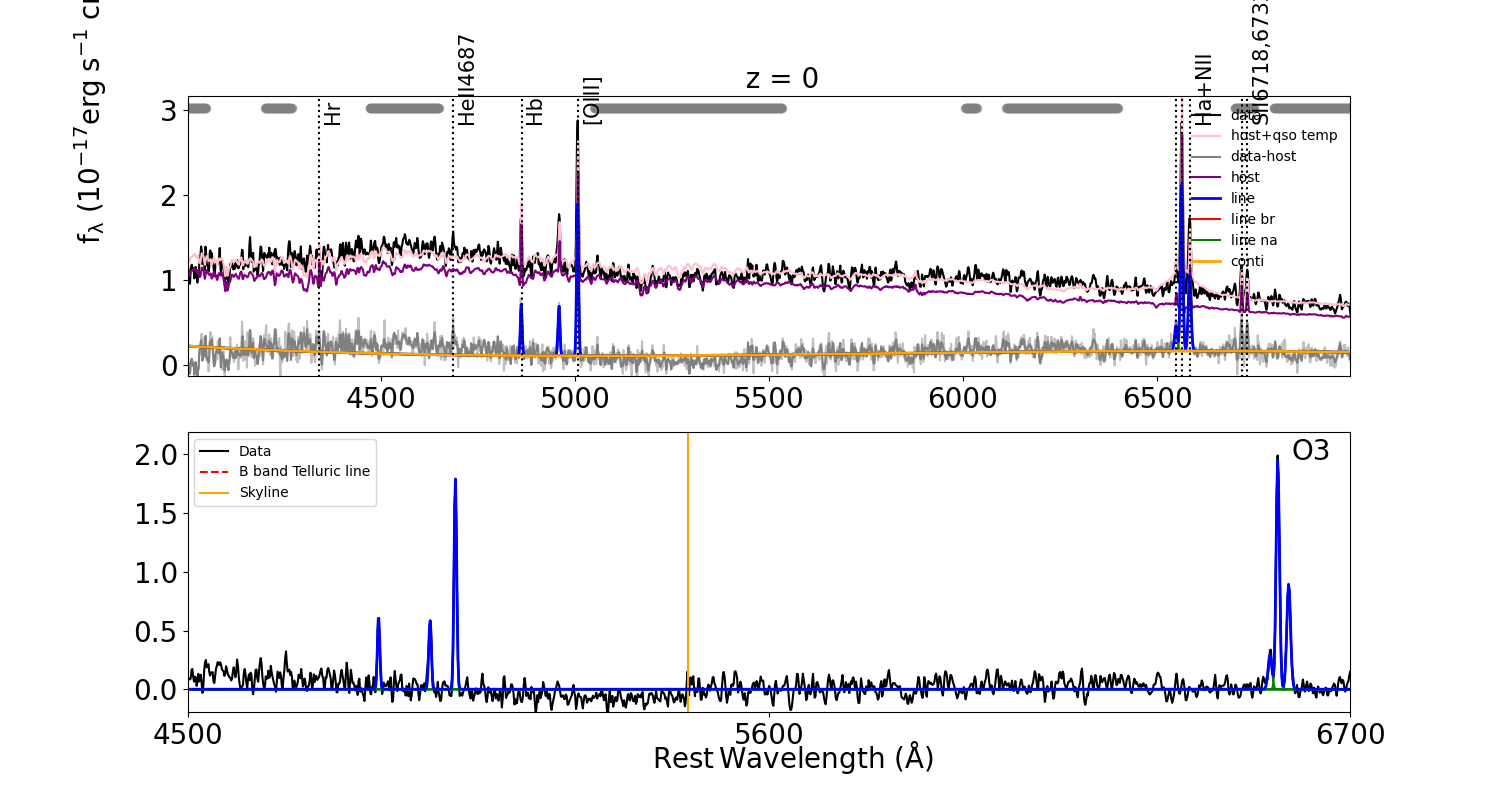 z = 0
f_λ (10⁻¹⁷erg s⁻¹ c
Hr
HeII4687
Hb
[OIII]
Ha+NII
SII6718,673
data
host+qso temp
data-host
host
line
line br
line na
conti
3
2
1
0
4500 5000 5500 6000 6500
O3
Data
B band Telluric line
Skyline
2.0
1.5
1.0
0.5
0.0
4500 5600 6700
Rest Wavelength (Å)